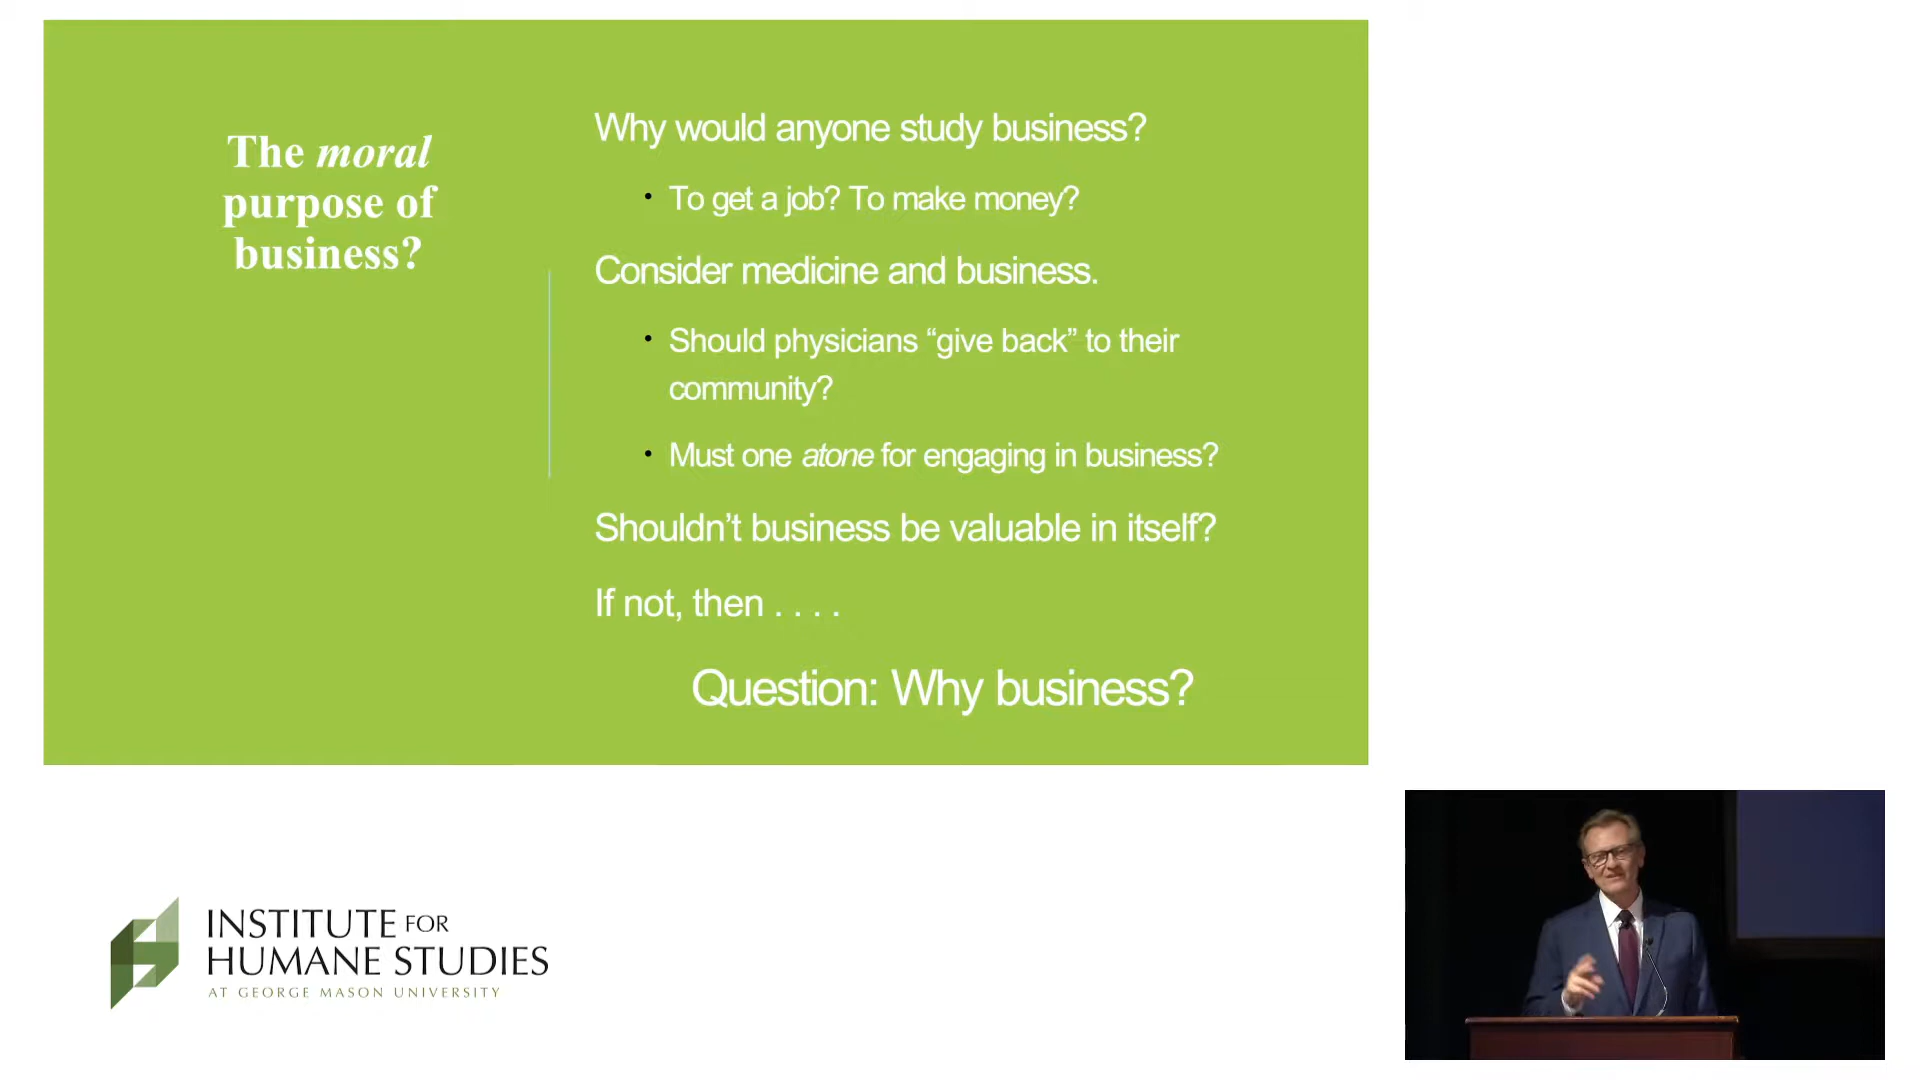 The moral
purpose of
business?
Why would anyone study business?
• To get a job? To make money?
Consider medicine and business.
• Should physicians “give back” to their
community?
• Must one atone for engaging in business?
Shouldn’t business be valuable in itself?
If not, then . . . .
Question: Why business?
INSTITUTE FOR
HUMANE STUDIES
AT GEORGE MASON UNIVERSITY